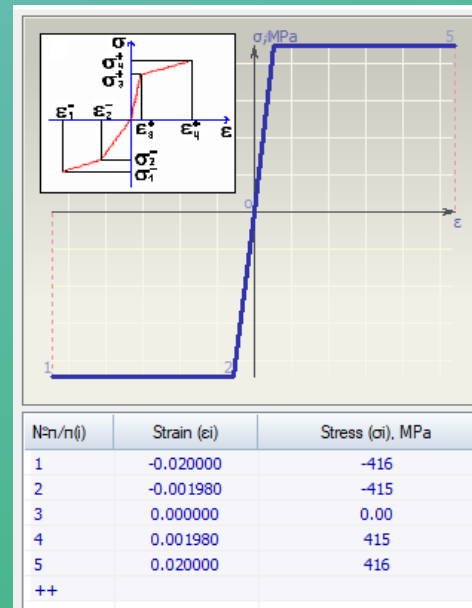 σ
σ₄⁺
σ₃⁺
ε₁⁻ ε₂⁻
ε₃⁺ ε₄⁺ ε
σ₂⁻
σ₁⁻
σ,MPa
5
o
ε
1
2
№п/п(i) Strain (εi) Stress (σi), MPa
1 -0.020000 -416
2 -0.001980 -415
3 0.000000 0.00
4 0.001980 415
5 0.020000 416
++